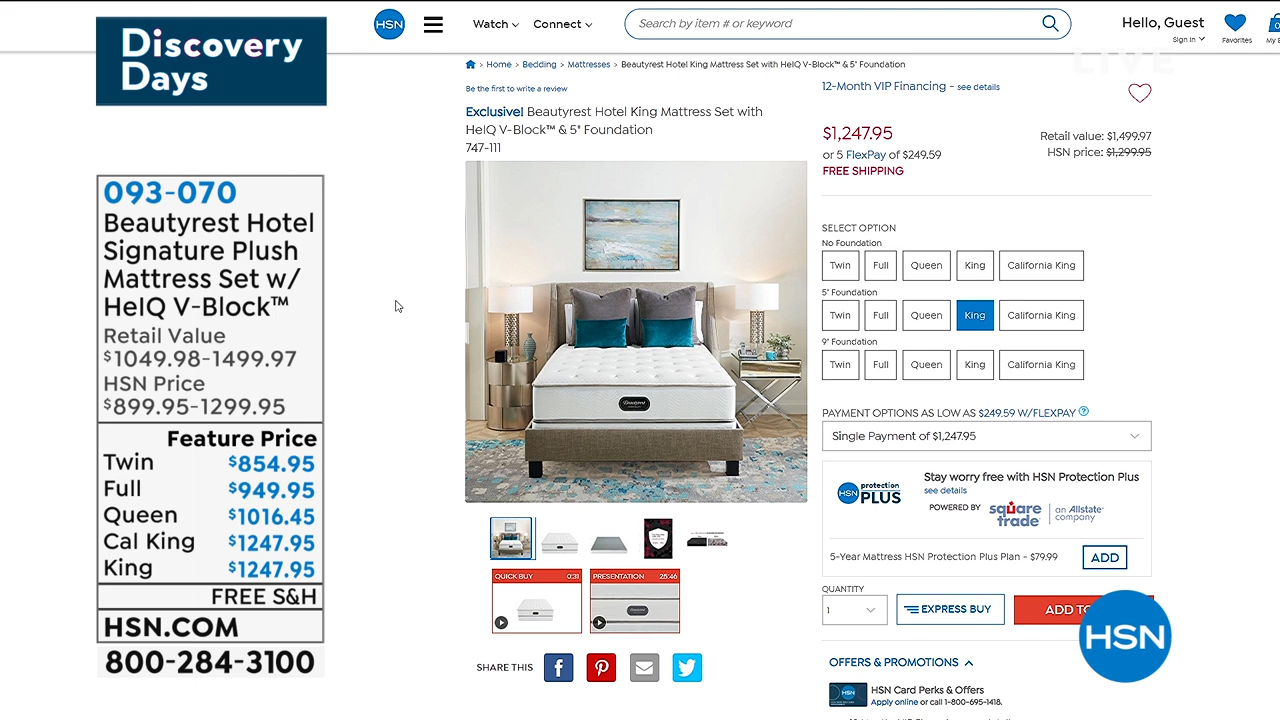 Discovery
Days
HSN
Watch
Connect
Search by item # or keyword
Hello, Guest
Sign In
Favorites
LIVE
Home > Bedding > Mattresses > Beautyrest Hotel King Mattress Set with HeIQ V-Block™ & 5" Foundation
Be the first to write a review
Exclusive! Beautyrest Hotel King Mattress Set with
HeIQ V-Block™ & 5" Foundation
747-111
12-Month VIP Financing - see details
$1,247.95
Retail value: $1,499.97
or 5 FlexPay of $249.59
HSN price: $1,299.95
FREE SHIPPING
093-070
Beautyrest Hotel
Signature Plush
Mattress Set w/
HeIQ V-Block™
Retail Value
$1049.98-1499.97
HSN Price
$899.95-1299.95
Feature Price
Twin $854.95
Full $949.95
Queen $1016.45
Cal King $1247.95
King $1247.95
FREE S&H
HSN.COM
800-284-3100
Beautyrest
SELECT OPTION
No Foundation
Twin Full Queen King California King
5" Foundation
Twin Full Queen King California King
9" Foundation
Twin Full Queen King California King
PAYMENT OPTIONS AS LOW AS $249.59 W/FLEXPAY ?
Single Payment of $1,247.95
HSN protection
PLUS
Stay worry free with HSN Protection Plus
see details
POWERED BY square
trade
an Allstate
company
5-Year Mattress HSN Protection Plus Plan - $79.99 ADD
QUICK BUY 0:31
PRESENTATION 25:46
QUANTITY
1
EXPRESS BUY
ADD TO
HSN
SHARE THIS
OFFERS & PROMOTIONS
HSN
HSN Card Perks & Offers
Apply online or call 1-800-695-1418.